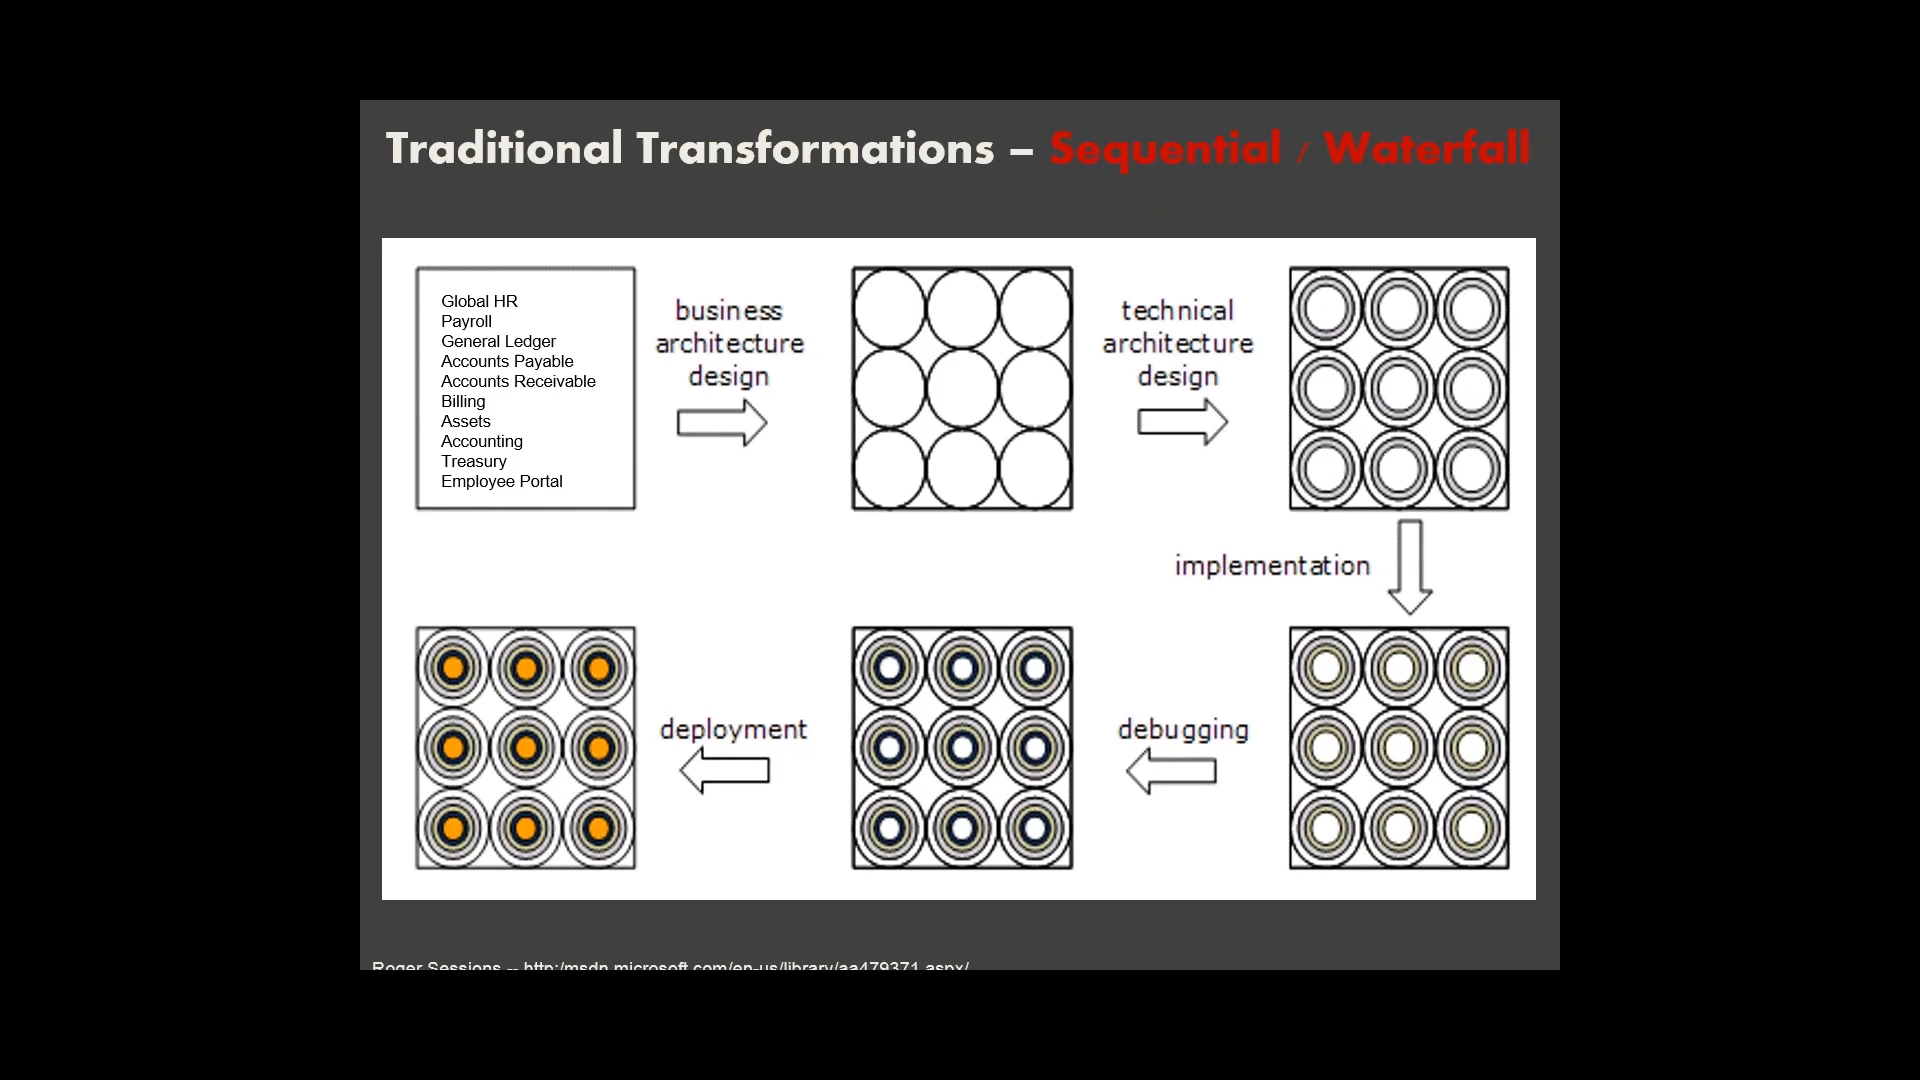 Traditional Transformations – Sequential / Waterfall
Global HR
Payroll
General Ledger
Accounts Payable
Accounts Receivable
Billing
Assets
Accounting
Treasury
Employee Portal
business
architecture
design
technical
architecture
design
implementation
deployment
debugging
Roger Sessions -- http:/msdn.microsoft.com/en-us/library/aa479371.aspx/